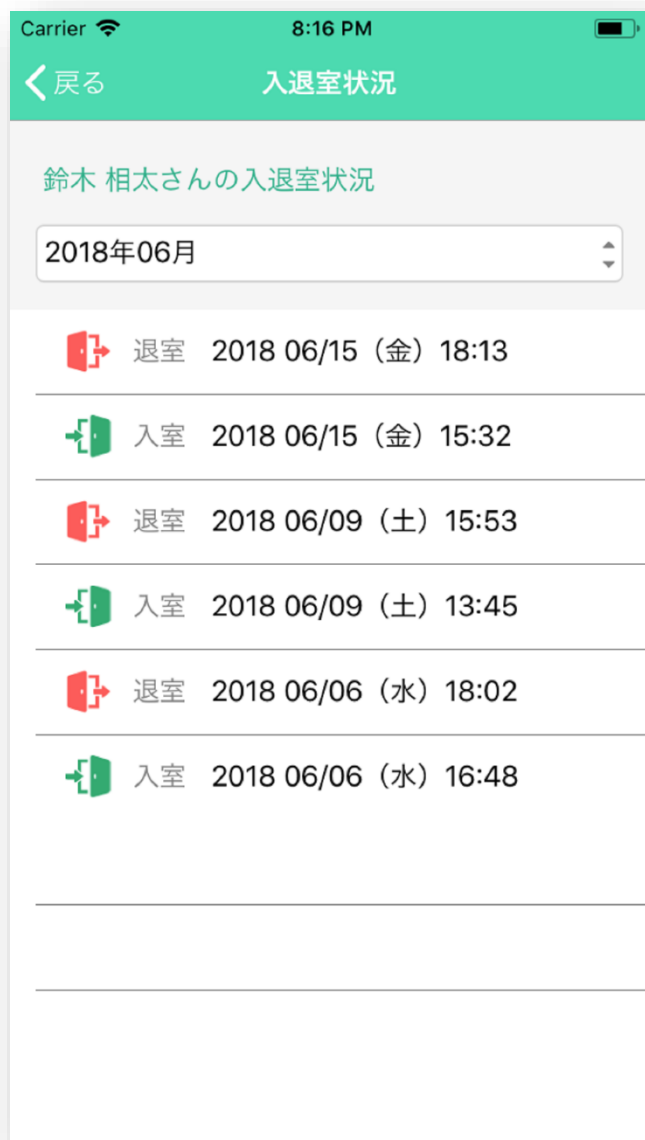 Carrier 8:16 PM
戻る 入退室状況
鈴木 相太さんの入退室状況
2018年06月
退室 2018 06/15（金）18:13
入室 2018 06/15（金）15:32
退室 2018 06/09（土）15:53
入室 2018 06/09（土）13:45
退室 2018 06/06（水）18:02
入室 2018 06/06（水）16:48